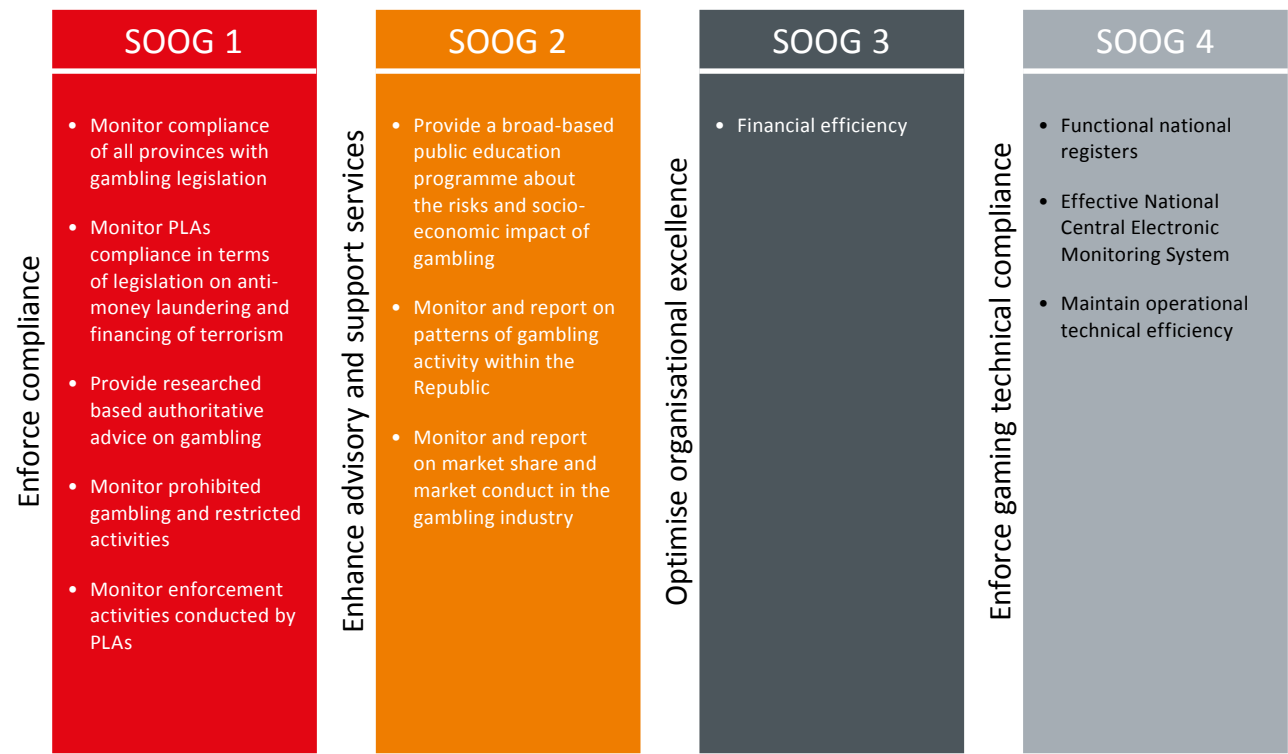 SOOG 1
Enforce compliance
• Monitor compliance
of all provinces with
gambling legislation
• Monitor PLAs
compliance in terms
of legislation on anti-
money laundering and
financing of terrorism
• Provide researched
based authoritative
advice on gambling
• Monitor prohibited
gambling and restricted
activities
• Monitor enforcement
activities conducted by
PLAs
SOOG 2
Enhance advisory and support services
• Provide a broad-based
public education
programme about
the risks and socio-
economic impact of
gambling
• Monitor and report on
patterns of gambling
activity within the
Republic
• Monitor and report
on market share and
market conduct in the
gambling industry
SOOG 3
Optimise organisational excellence
• Financial efficiency
SOOG 4
Enforce gaming technical compliance
• Functional national
registers
• Effective National
Central Electronic
Monitoring System
• Maintain operational
technical efficiency